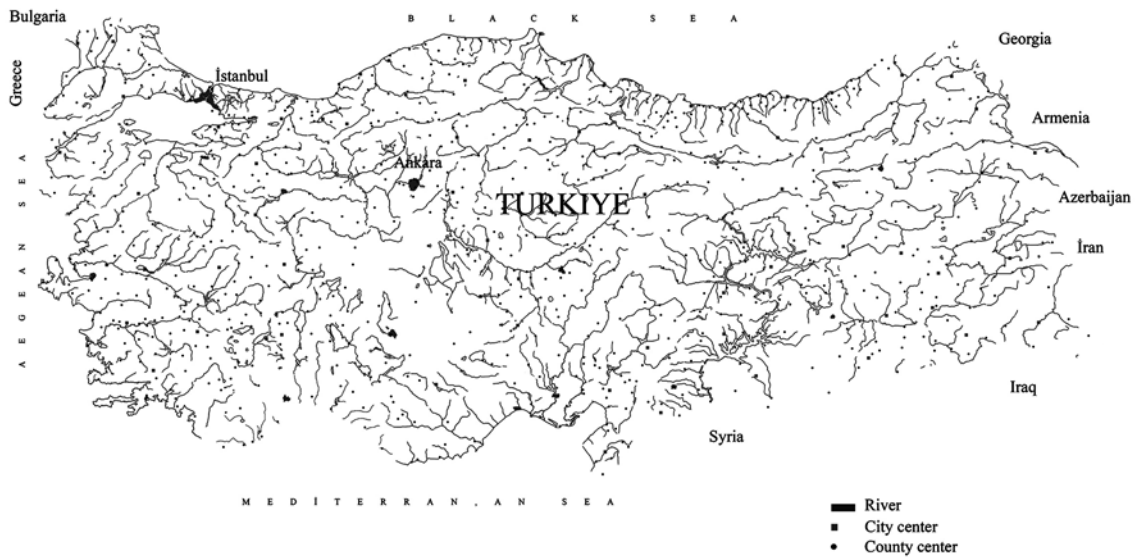 B L A C K S E A
Bulgaria
Georgia
Greece
İstanbul
Armenia
Ankara
A E G E A N S E A
TURKIYE
Azerbaijan
İran
Iraq
Syria
M E D İ T E R R A N . A N S E A
River
City center
County center